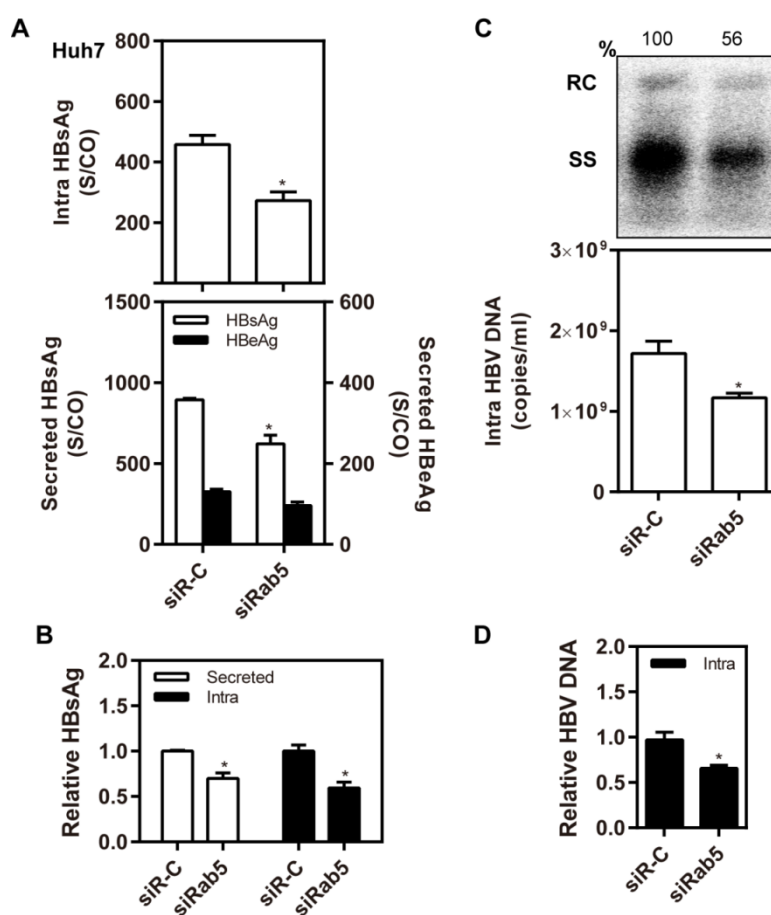 A
Huh7
800
600
400
200
Intra HBsAg
(S/CO)
*
1500
1000
500
0
Secreted HBsAg
(S/CO)
HBsAg
HBeAg
*
600
400
200
0
Secreted HBeAg
(S/CO)
siR-C
siRab5
B
2.0
1.5
1.0
0.5
0.0
Relative HBsAg
Secreted
Intra
*
*
siR-C
siRab5
siR-C
siRab5
C
% 100 56
RC
SS
3×10⁹
2×10⁹
1×10⁹
0
Intra HBV DNA
(copies/ml)
*
siR-C
siRab5
D
2.0
1.5
1.0
0.5
0.0
Relative HBV DNA
Intra
*
siR-C
siRab5